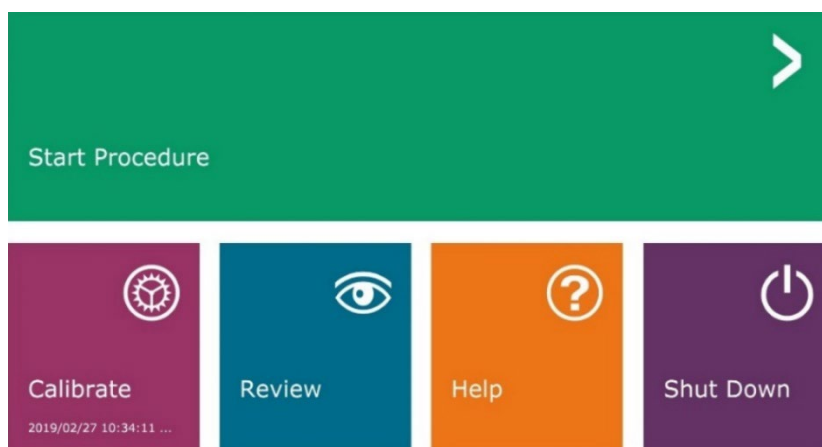 Start Procedure
Calibrate
2019/02/27 10:34:11 ...
Review
Help
Shut Down